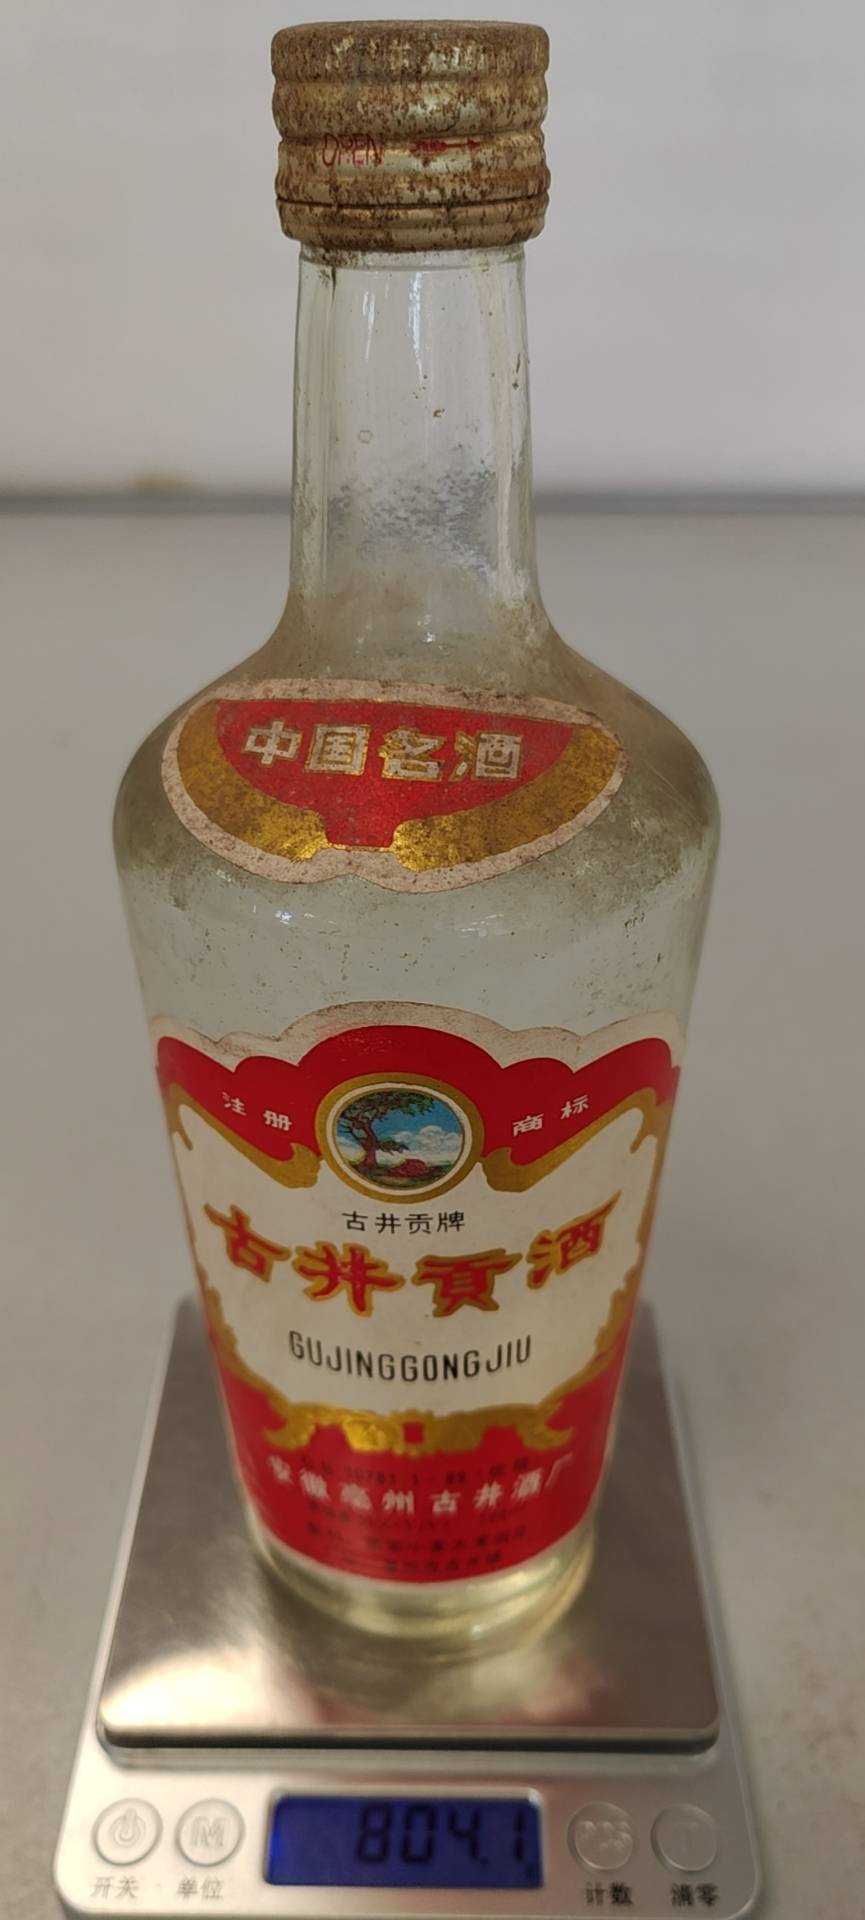 OPEN
中国名酒
注册 商标
古井贡牌
古井贡酒
GUJINGGONGJIU
安徽亳州古井酒厂
804.1
开关 单位 计数 清零